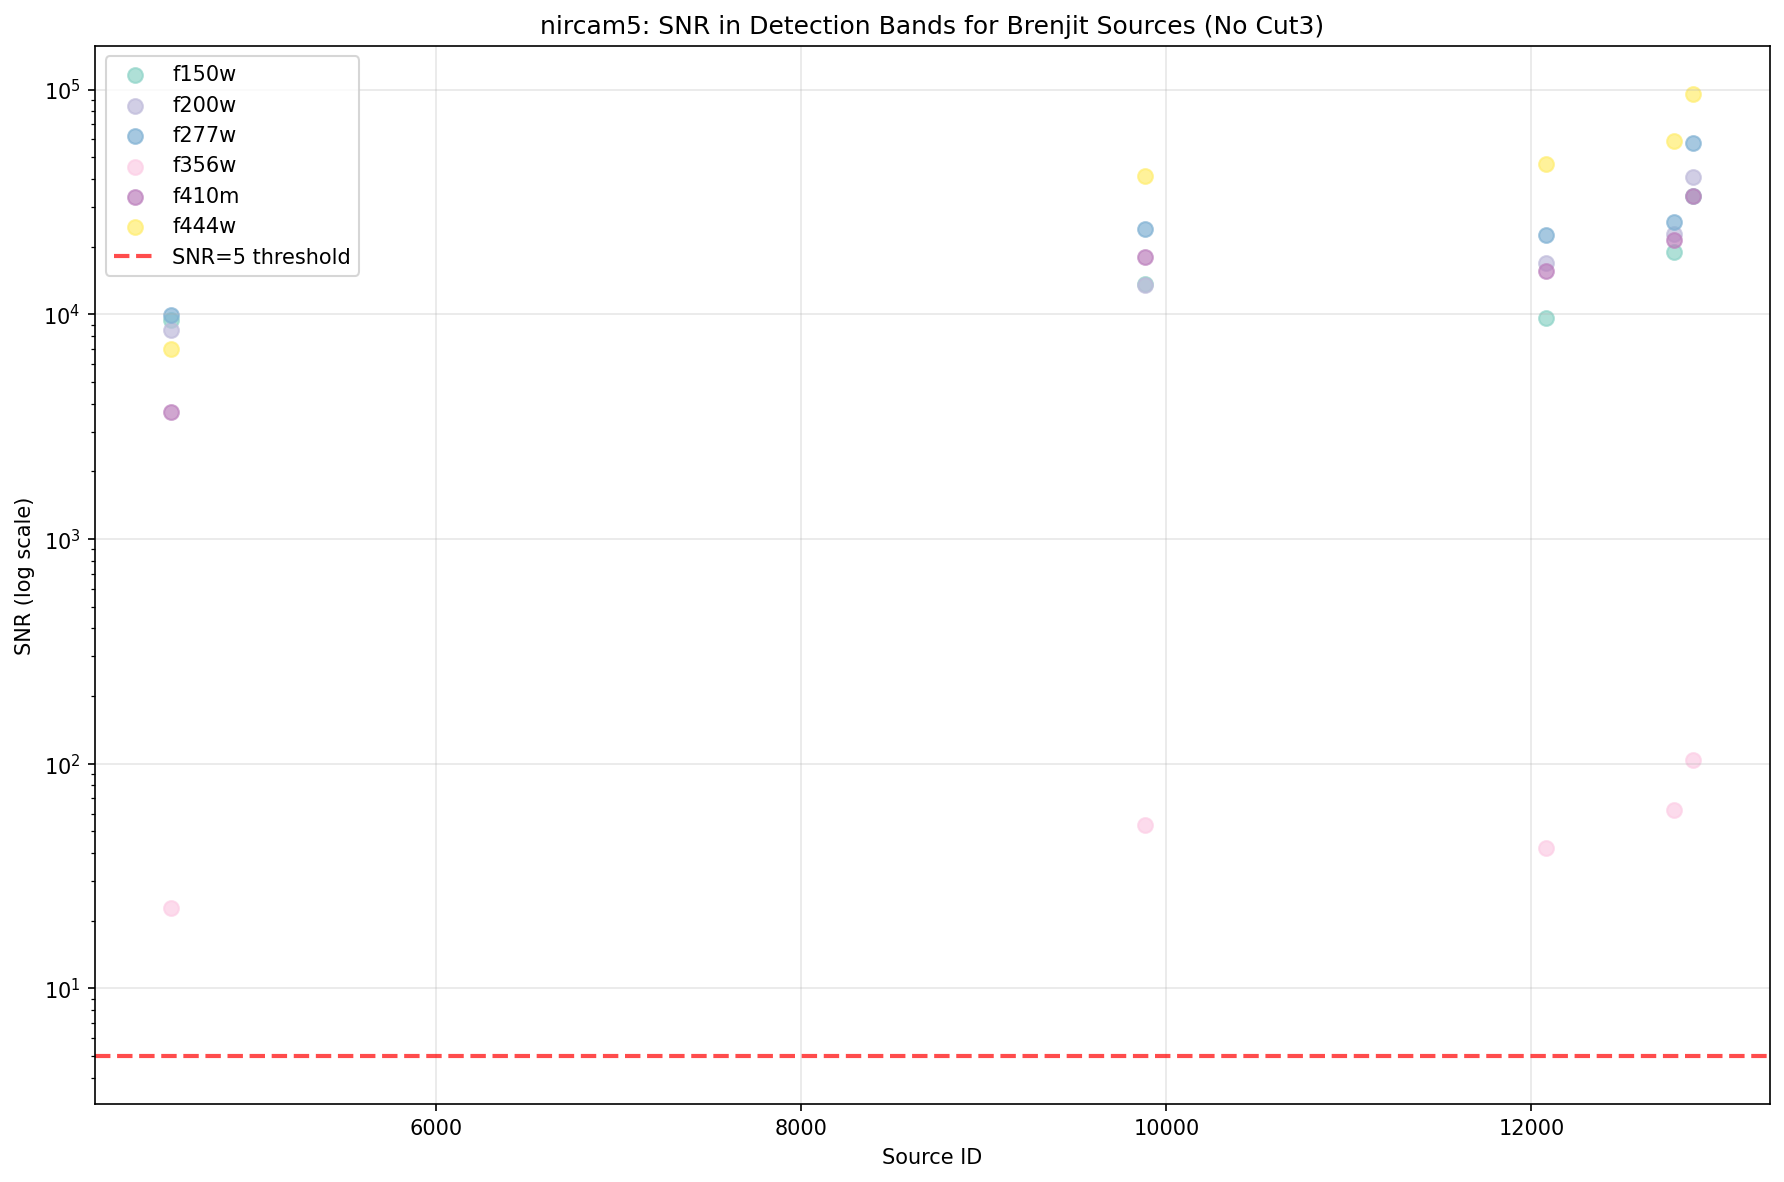 nircam5: SNR in Detection Bands for Brenjit Sources (No Cut3)
f150w
f200w
f277w
f356w
f410m
f444w
SNR=5 threshold
SNR (log scale)
10^5
10^4
10^3
10^2
10^1
6000 8000 10000 12000
Source ID